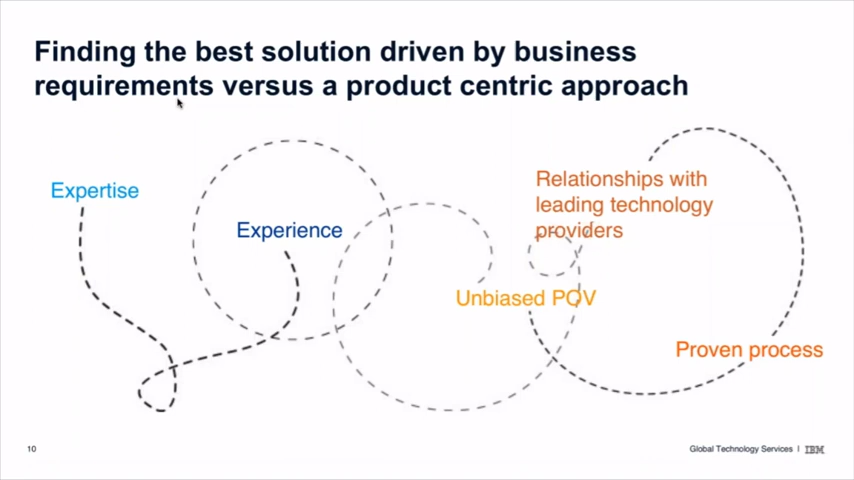 Finding the best solution driven by business
requirements versus a product centric approach
Expertise
Experience
Relationships with
leading technology
providers
Unbiased POV
Proven process
10
Global Technology Services | IBM